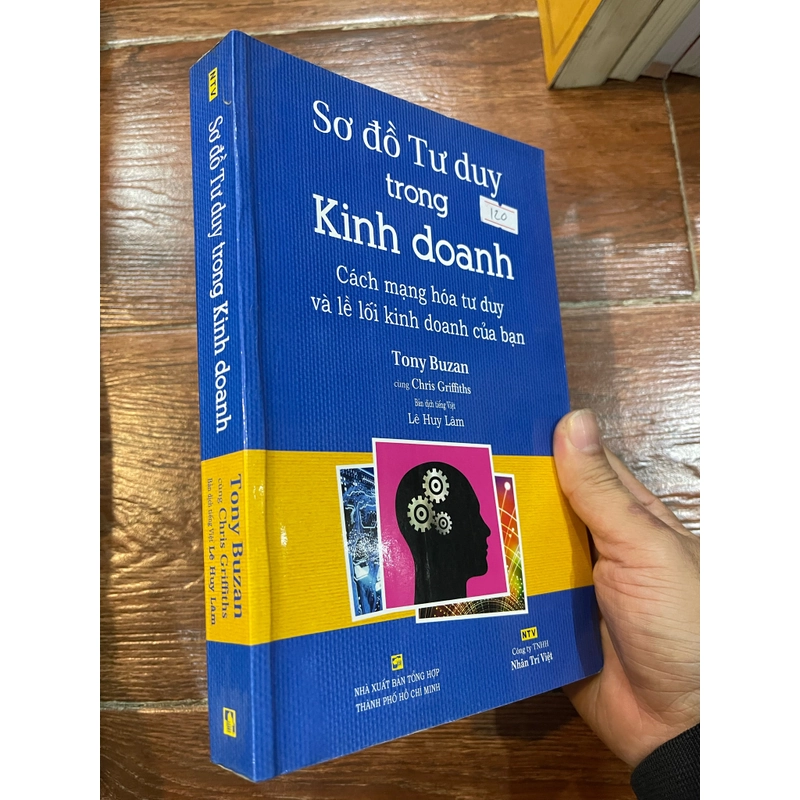 NTV
Sơ đồ Tư duy trong Kinh doanh
Tony Buzan
cùng Chris Griffiths
Bản dịch tiếng Việt Lê Huy Lâm
Sơ đồ Tư duy
trong
120
Kinh doanh
Cách mạng hóa tư duy
và lề lối kinh doanh của bạn
Tony Buzan
cùng Chris Griffiths
Bản dịch tiếng Việt
Lê Huy Lâm
NHÀ XUẤT BẢN TỔNG HỢP
THÀNH PHỐ HỒ CHÍ MINH
NTV
Công ty TNHH
Nhân Trí Việt